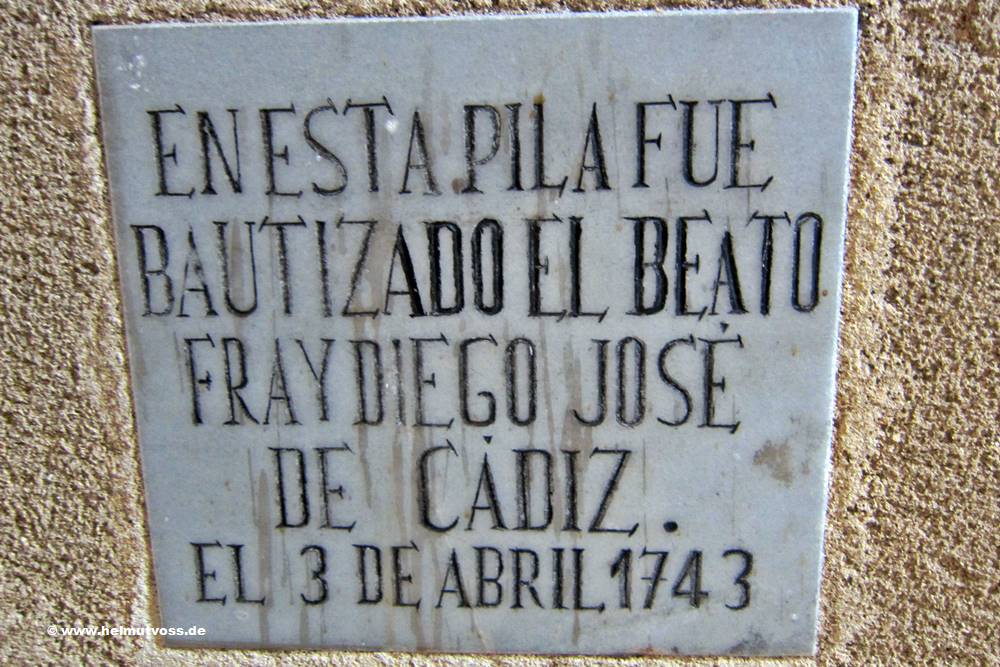 EN ESTA PILA FUE
BAUTIZADO EL BEATO
FRAY DIEGO JOSÉ
DE CÁDIZ.
EL 3 DE ABRIL 1743
© www.helmutvoss.de